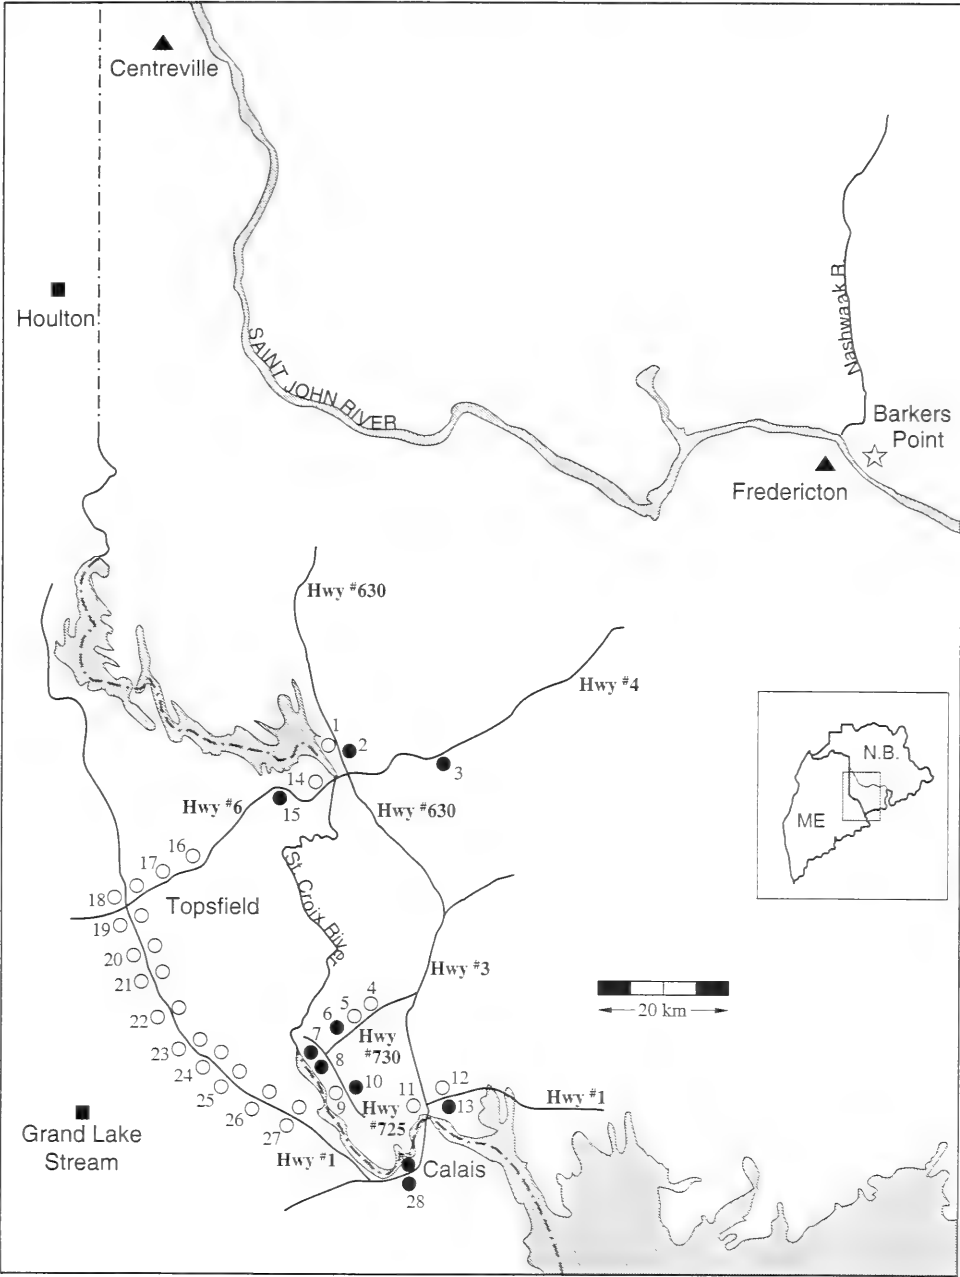 Centreville
Houlton
SAINT JOHN RIVER
Nashwaak R.
Barkers
Point
Fredericton
Hwy #630
Hwy #4
1
2
3
14
15
Hwy #6
Hwy #630
N.B.
ME
16
17
18
Topsfield
19
St. Croix River
20
21
Hwy #3
20 km
22
4
5
6
7
Hwy
#730
8
23
24
25
26
27
9
10
Hwy
#725
11
12
13
Hwy #1
Grand Lake
Stream
Hwy #1
Calais
28